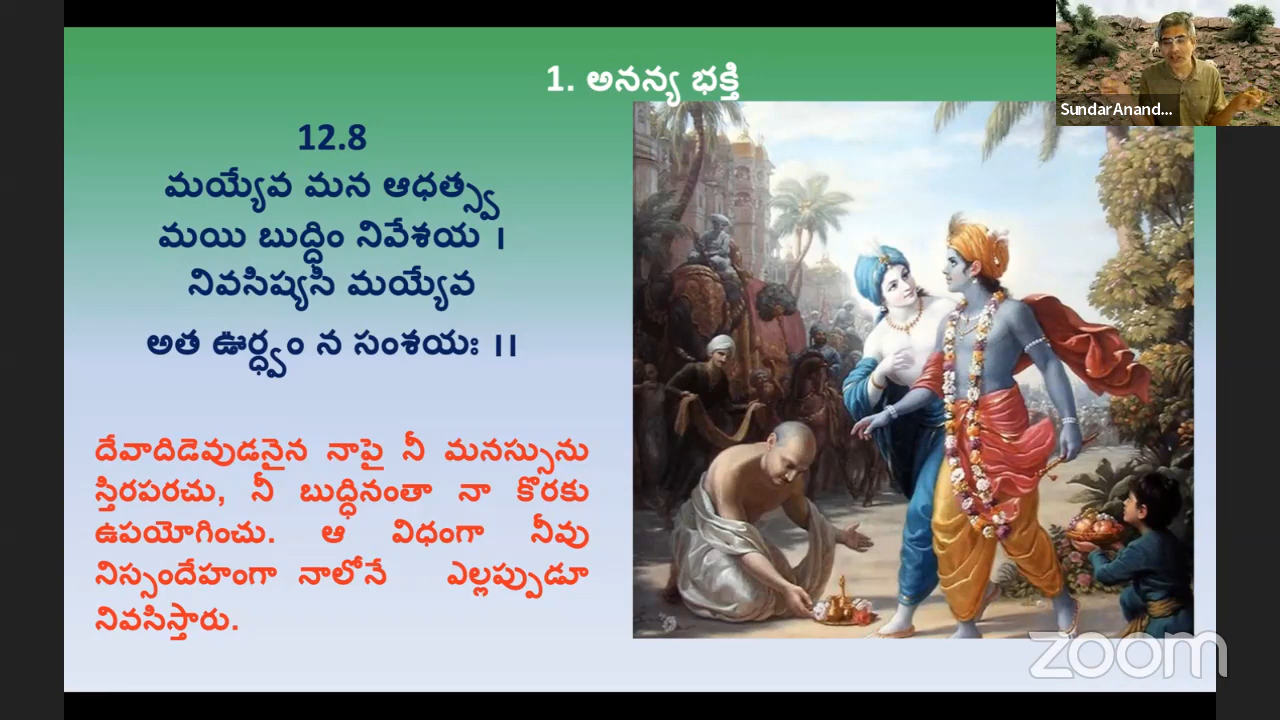 1. అనన్య భక్తి
SundarAnand...
12.8
మయ్యేవ మన ఆధత్స్వ
మయి బుద్ధిం నివేశయ ।
నివసిష్యసి మయ్యేవ
అత ఊర్ధ్వం న సంశయః ।।
దేవాదిడెవుడనైన నాపై నీ మనస్సును
స్తిరపరచు, నీ బుద్ధినంతా నా కొరకు
ఉపయోగించు. ఆ విధంగా నీవు
నిస్సందేహంగా నాలోనే ఎల్లప్పుడూ
నివసిస్తారు.
zoom